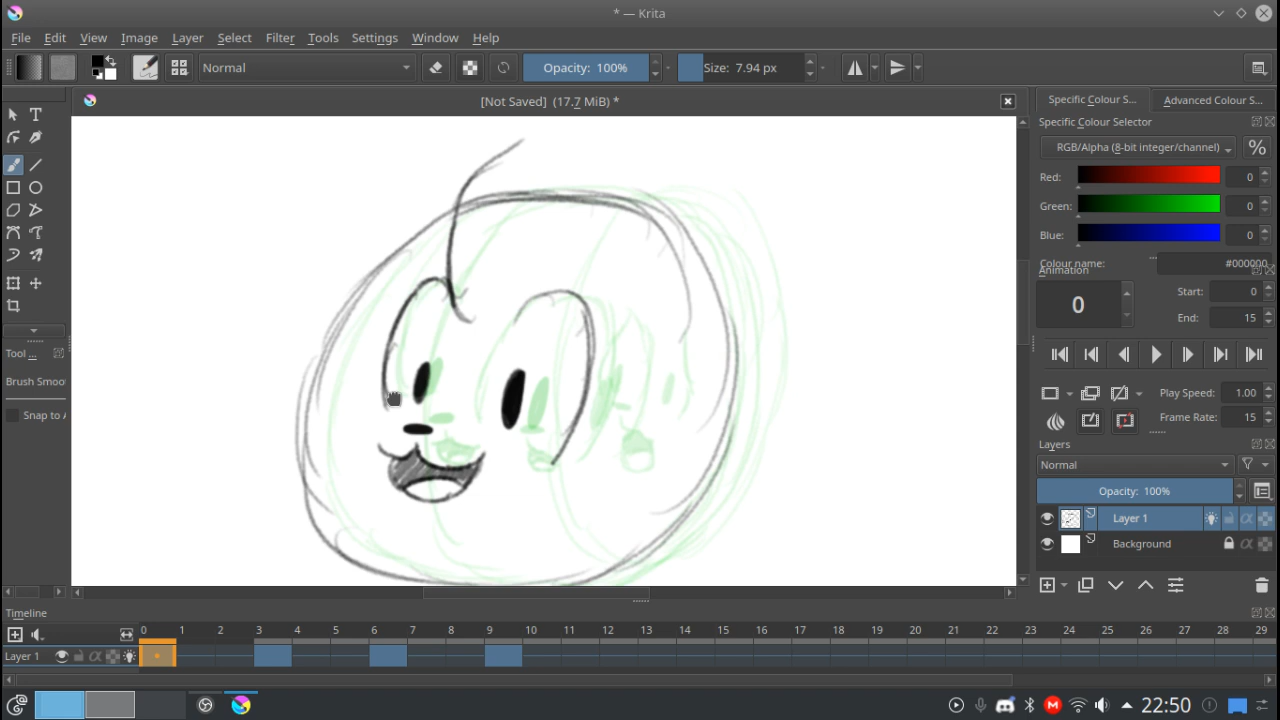 * — Krita
File Edit View Image Layer Select Filter Tools Settings Window Help
Normal Opacity: 100% Size: 7.94 px
[Not Saved] (17.7 MiB) *
Specific Colour S... Advanced Colour S...
Specific Colour Selector
RGB/Alpha (8-bit integer/channel) %
Red: 0
Green: 0
Blue: 0
Colour name: #000000
Animation
0 Start: 0
End: 15
Tool ...
Brush Smoo
Snap to
Play Speed: 1.00
Frame Rate: 15
Layers
Normal
Opacity: 100%
Layer 1
Background
Timeline
0 1 2 3 4 5 6 7 8 9 10 11 12 13 14 15 16 17 18 19 20 21 22 23 24 25 26 27 28 29
Layer 1
22:50